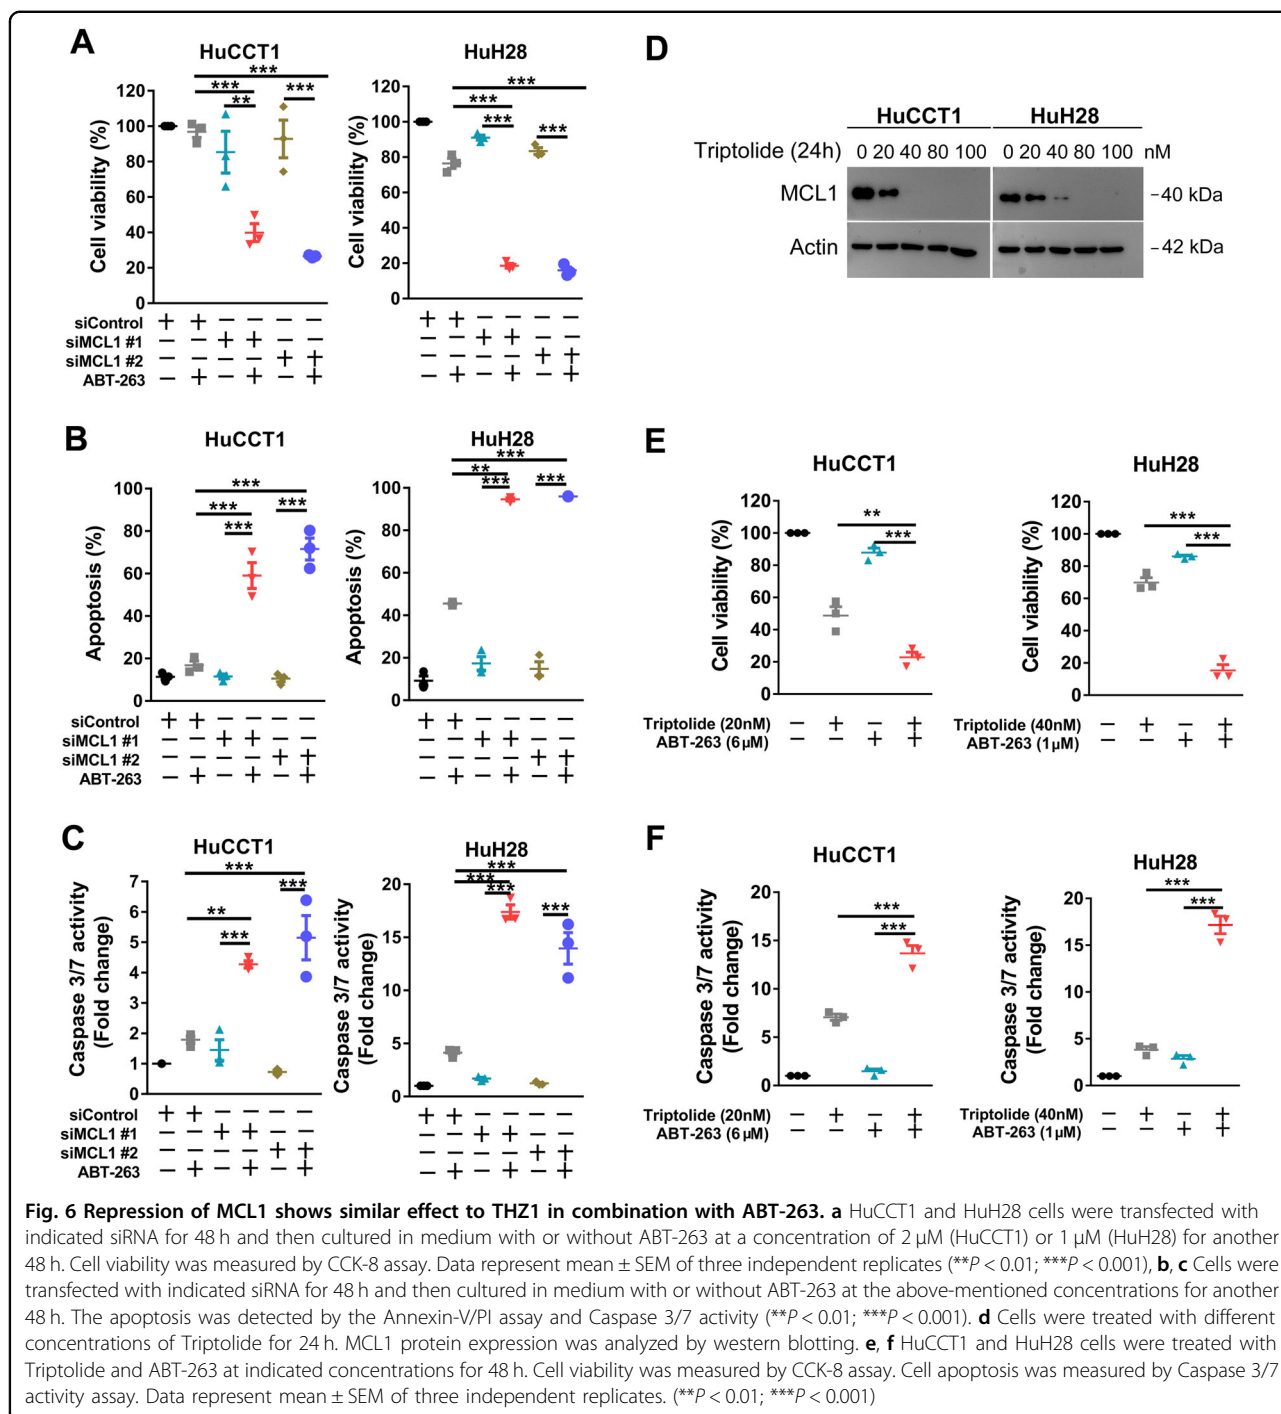 A
HuCCT1
***
***
***
**
Cell viability (%)
120
100
80
60
40
20
0
siControl + + − − − −
siMCL1 #1 − − + + − −
siMCL1 #2 − − − − + +
ABT-263 − + − + − +
HuH28
***
***
***
***
Cell viability (%)
120
100
80
60
40
20
0
+ + − − − −
− − + + − −
− − − − + +
− + − + − +
B
HuCCT1
***
***
***
***
Apoptosis (%)
100
80
60
40
20
0
siControl + + − − − −
siMCL1 #1 − − + + − −
siMCL1 #2 − − − − + +
ABT-263 − + − + − +
HuH28
***
**
***
***
Apoptosis (%)
100
80
60
40
20
0
+ + − − − −
− − + + − −
− − − − + +
− + − + − +
C
HuCCT1
***
***
**
***
Caspase 3/7 activity
(Fold change)
7
6
5
4
3
2
1
0
siControl + + − − − −
siMCL1 #1 − − + + − −
siMCL1 #2 − − − − + +
ABT-263 − + − + − +
HuH28
***
***
***
***
Caspase 3/7 activity
(Fold change)
20
15
10
5
0
+ + − − − −
− − + + − −
− − − − + +
− + − + − +
D
HuCCT1 HuH28
Triptolide (24h) 0 20 40 80 100 0 20 40 80 100 nM
MCL1 −40 kDa
Actin −42 kDa
E
HuCCT1
**
***
Cell viability (%)
120
100
80
60
40
20
0
Triptolide (20nM) − + − +
ABT-263 (6μM) − − + +
HuH28
***
***
Cell viability (%)
120
100
80
60
40
20
0
Triptolide (40nM) − + − +
ABT-263 (1μM) − − + +
F
HuCCT1
***
***
Caspase 3/7 activity
(Fold change)
20
15
10
5
0
Triptolide (20nM) − + − +
ABT-263 (6μM) − − + +
HuH28
***
***
Caspase 3/7 activity
(Fold change)
20
15
10
5
0
Triptolide (40nM) − + − +
ABT-263 (1μM) − − + +
Fig. 6 Repression of MCL1 shows similar effect to THZ1 in combination with ABT-263. a HuCCT1 and HuH28 cells were transfected with
indicated siRNA for 48 h and then cultured in medium with or without ABT-263 at a concentration of 2 μM (HuCCT1) or 1 μM (HuH28) for another
48 h. Cell viability was measured by CCK-8 assay. Data represent mean ± SEM of three independent replicates (**P < 0.01; ***P < 0.001), b, c Cells were
transfected with indicated siRNA for 48 h and then cultured in medium with or without ABT-263 at the above-mentioned concentrations for another
48 h. The apoptosis was detected by the Annexin-V/PI assay and Caspase 3/7 activity (**P < 0.01; ***P < 0.001). d Cells were treated with different
concentrations of Triptolide for 24 h. MCL1 protein expression was analyzed by western blotting. e, f HuCCT1 and HuH28 cells were treated with
Triptolide and ABT-263 at indicated concentrations for 48 h. Cell viability was measured by CCK-8 assay. Cell apoptosis was measured by Caspase 3/7
activity assay. Data represent mean ± SEM of three independent replicates. (**P < 0.01; ***P < 0.001)